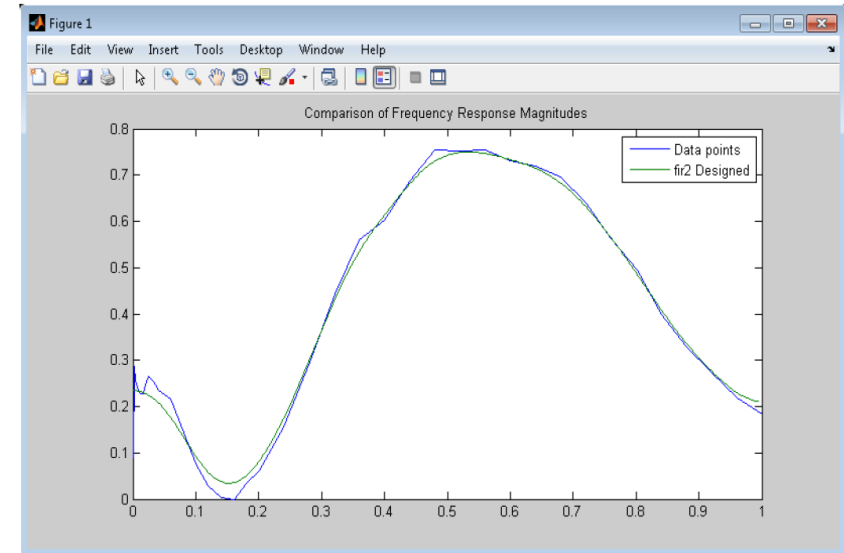 Figure 1
File Edit View Insert Tools Desktop Window Help
Comparison of Frequency Response Magnitudes
0.8
0.7
0.6
0.5
0.4
0.3
0.2
0.1
0
Data points
fir2 Designed
0 0.1 0.2 0.3 0.4 0.5 0.6 0.7 0.8 0.9 1